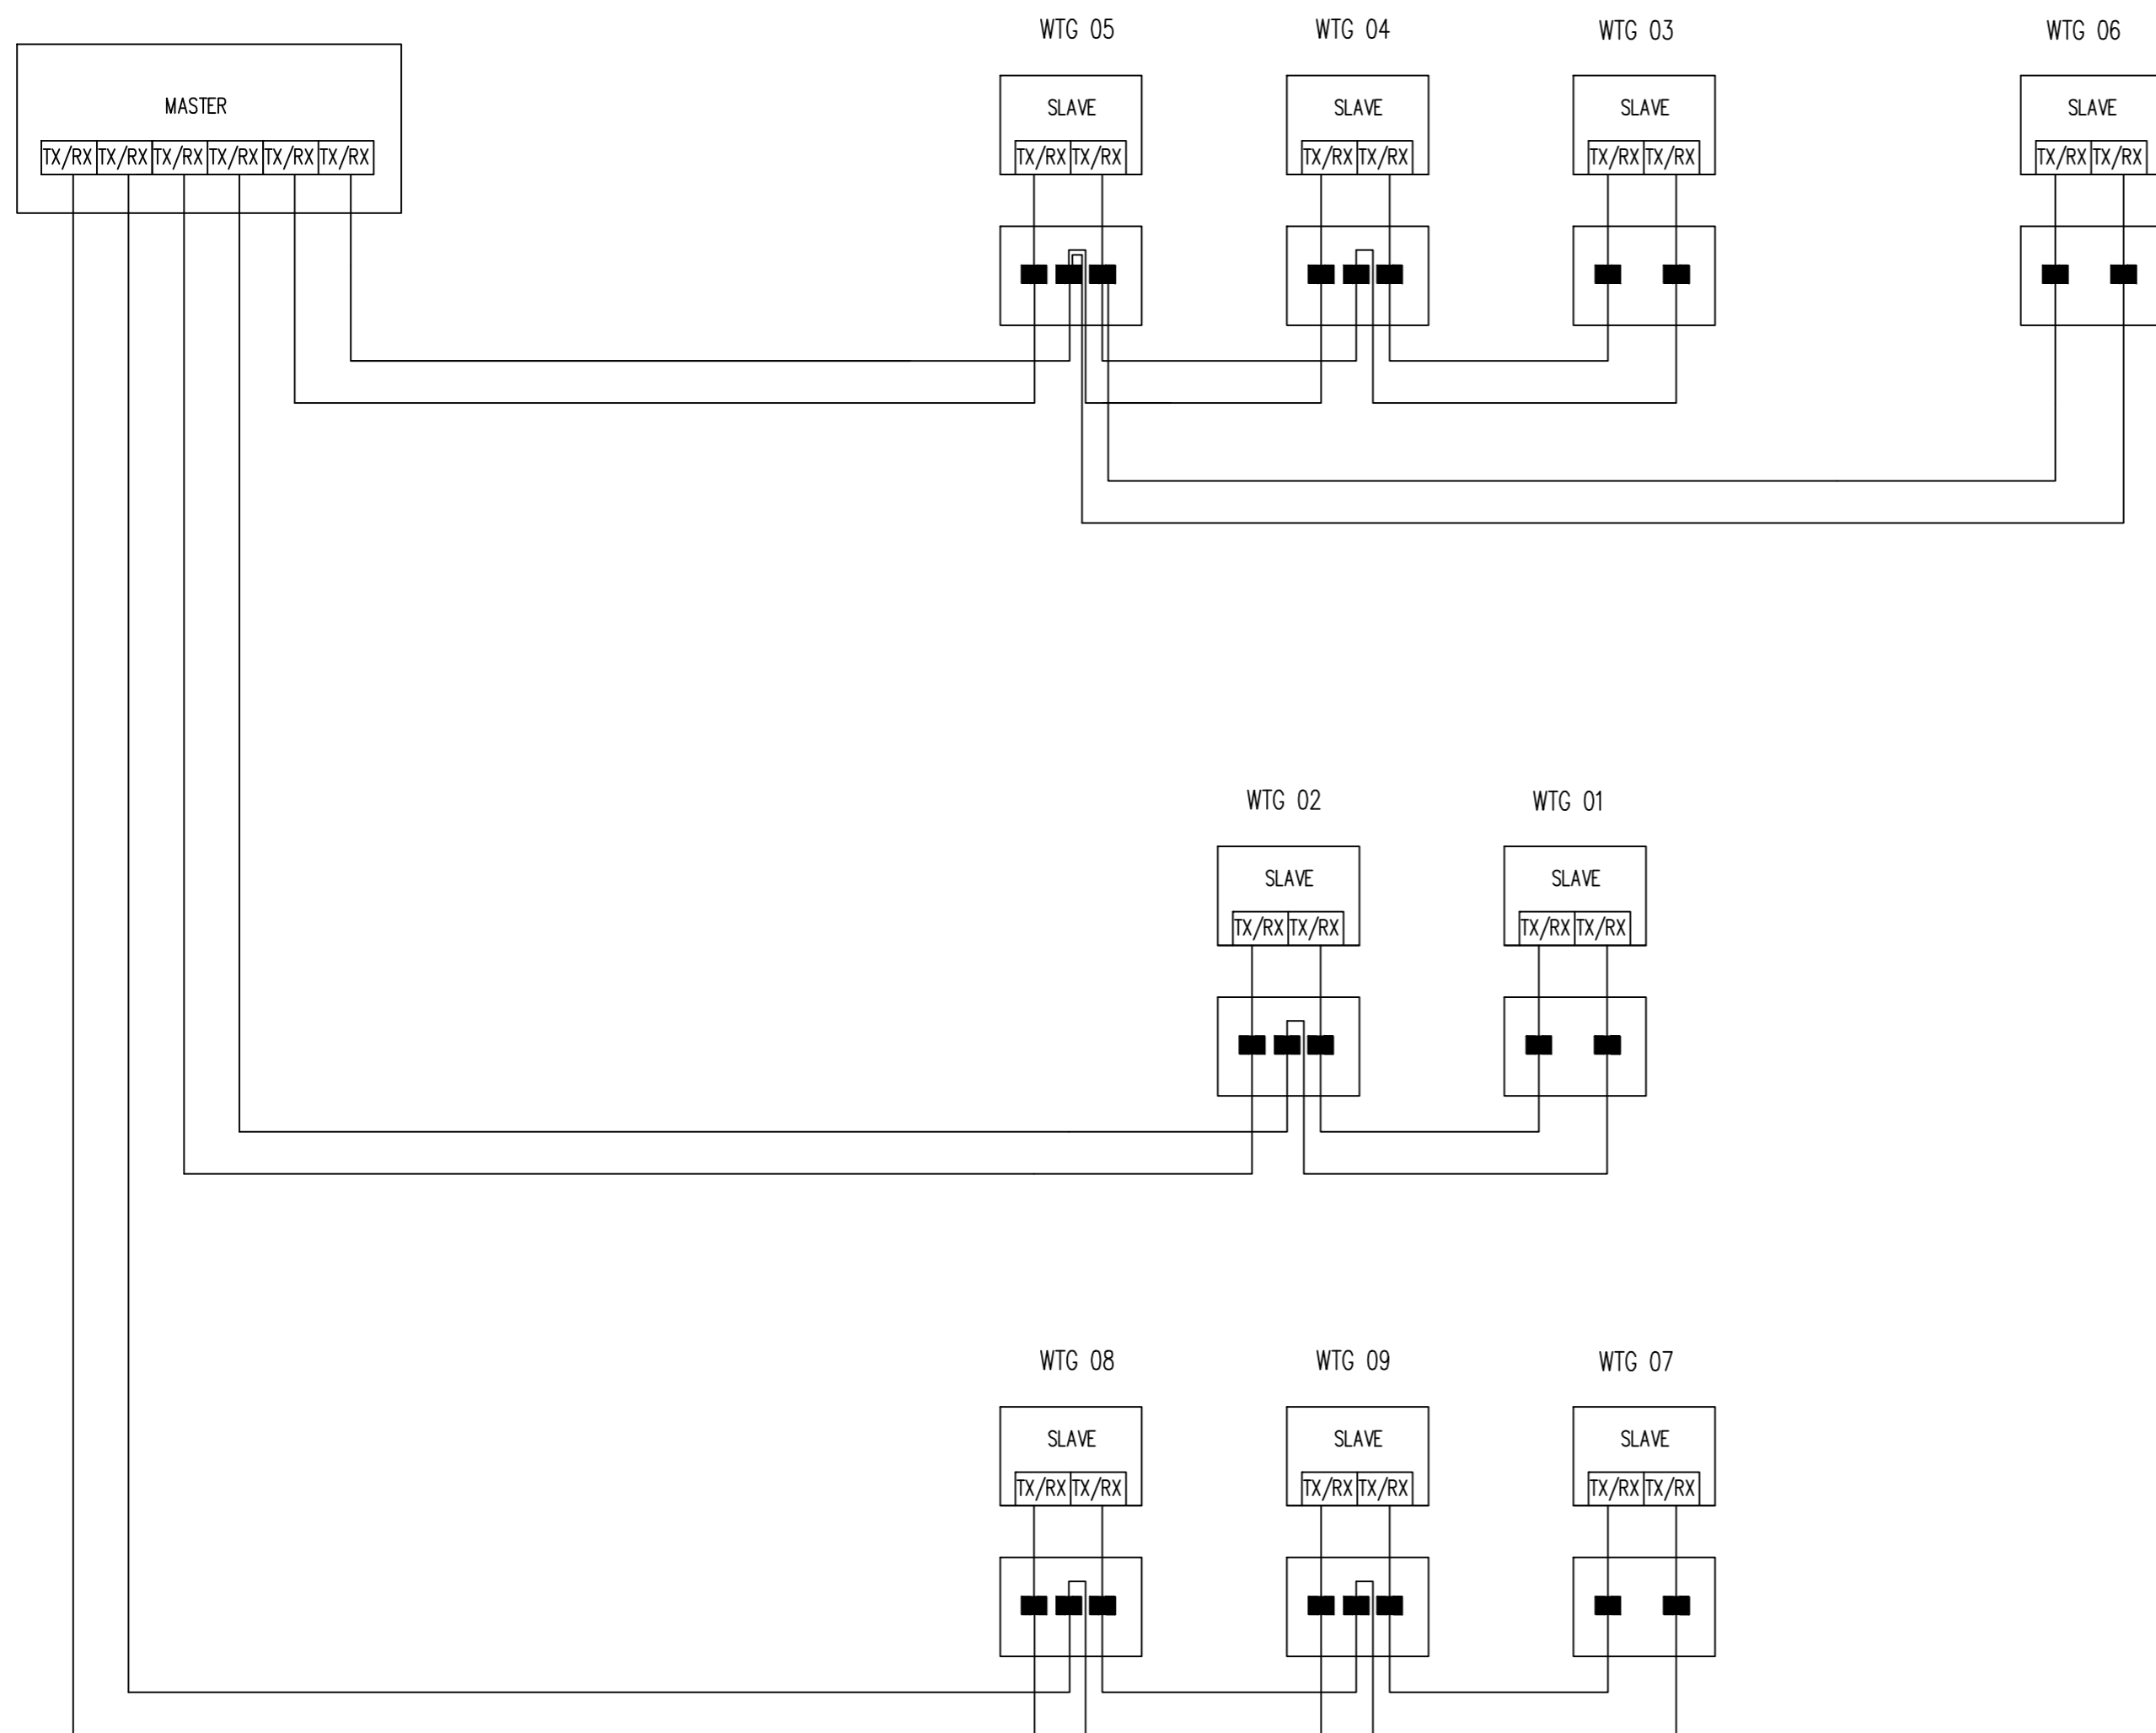 WTG 05 WTG 04 WTG 03 WTG 06
MASTER SLAVE SLAVE SLAVE SLAVE
TX/RX TX/RX TX/RX TX/RX TX/RX TX/RX TX/RX TX/RX TX/RX TX/RX TX/RX TX/RX TX/RX TX/RX
WTG 02 WTG 01
SLAVE SLAVE
TX/RX TX/RX TX/RX TX/RX
WTG 08 WTG 09 WTG 07
SLAVE SLAVE SLAVE
TX/RX TX/RX TX/RX TX/RX TX/RX TX/RX